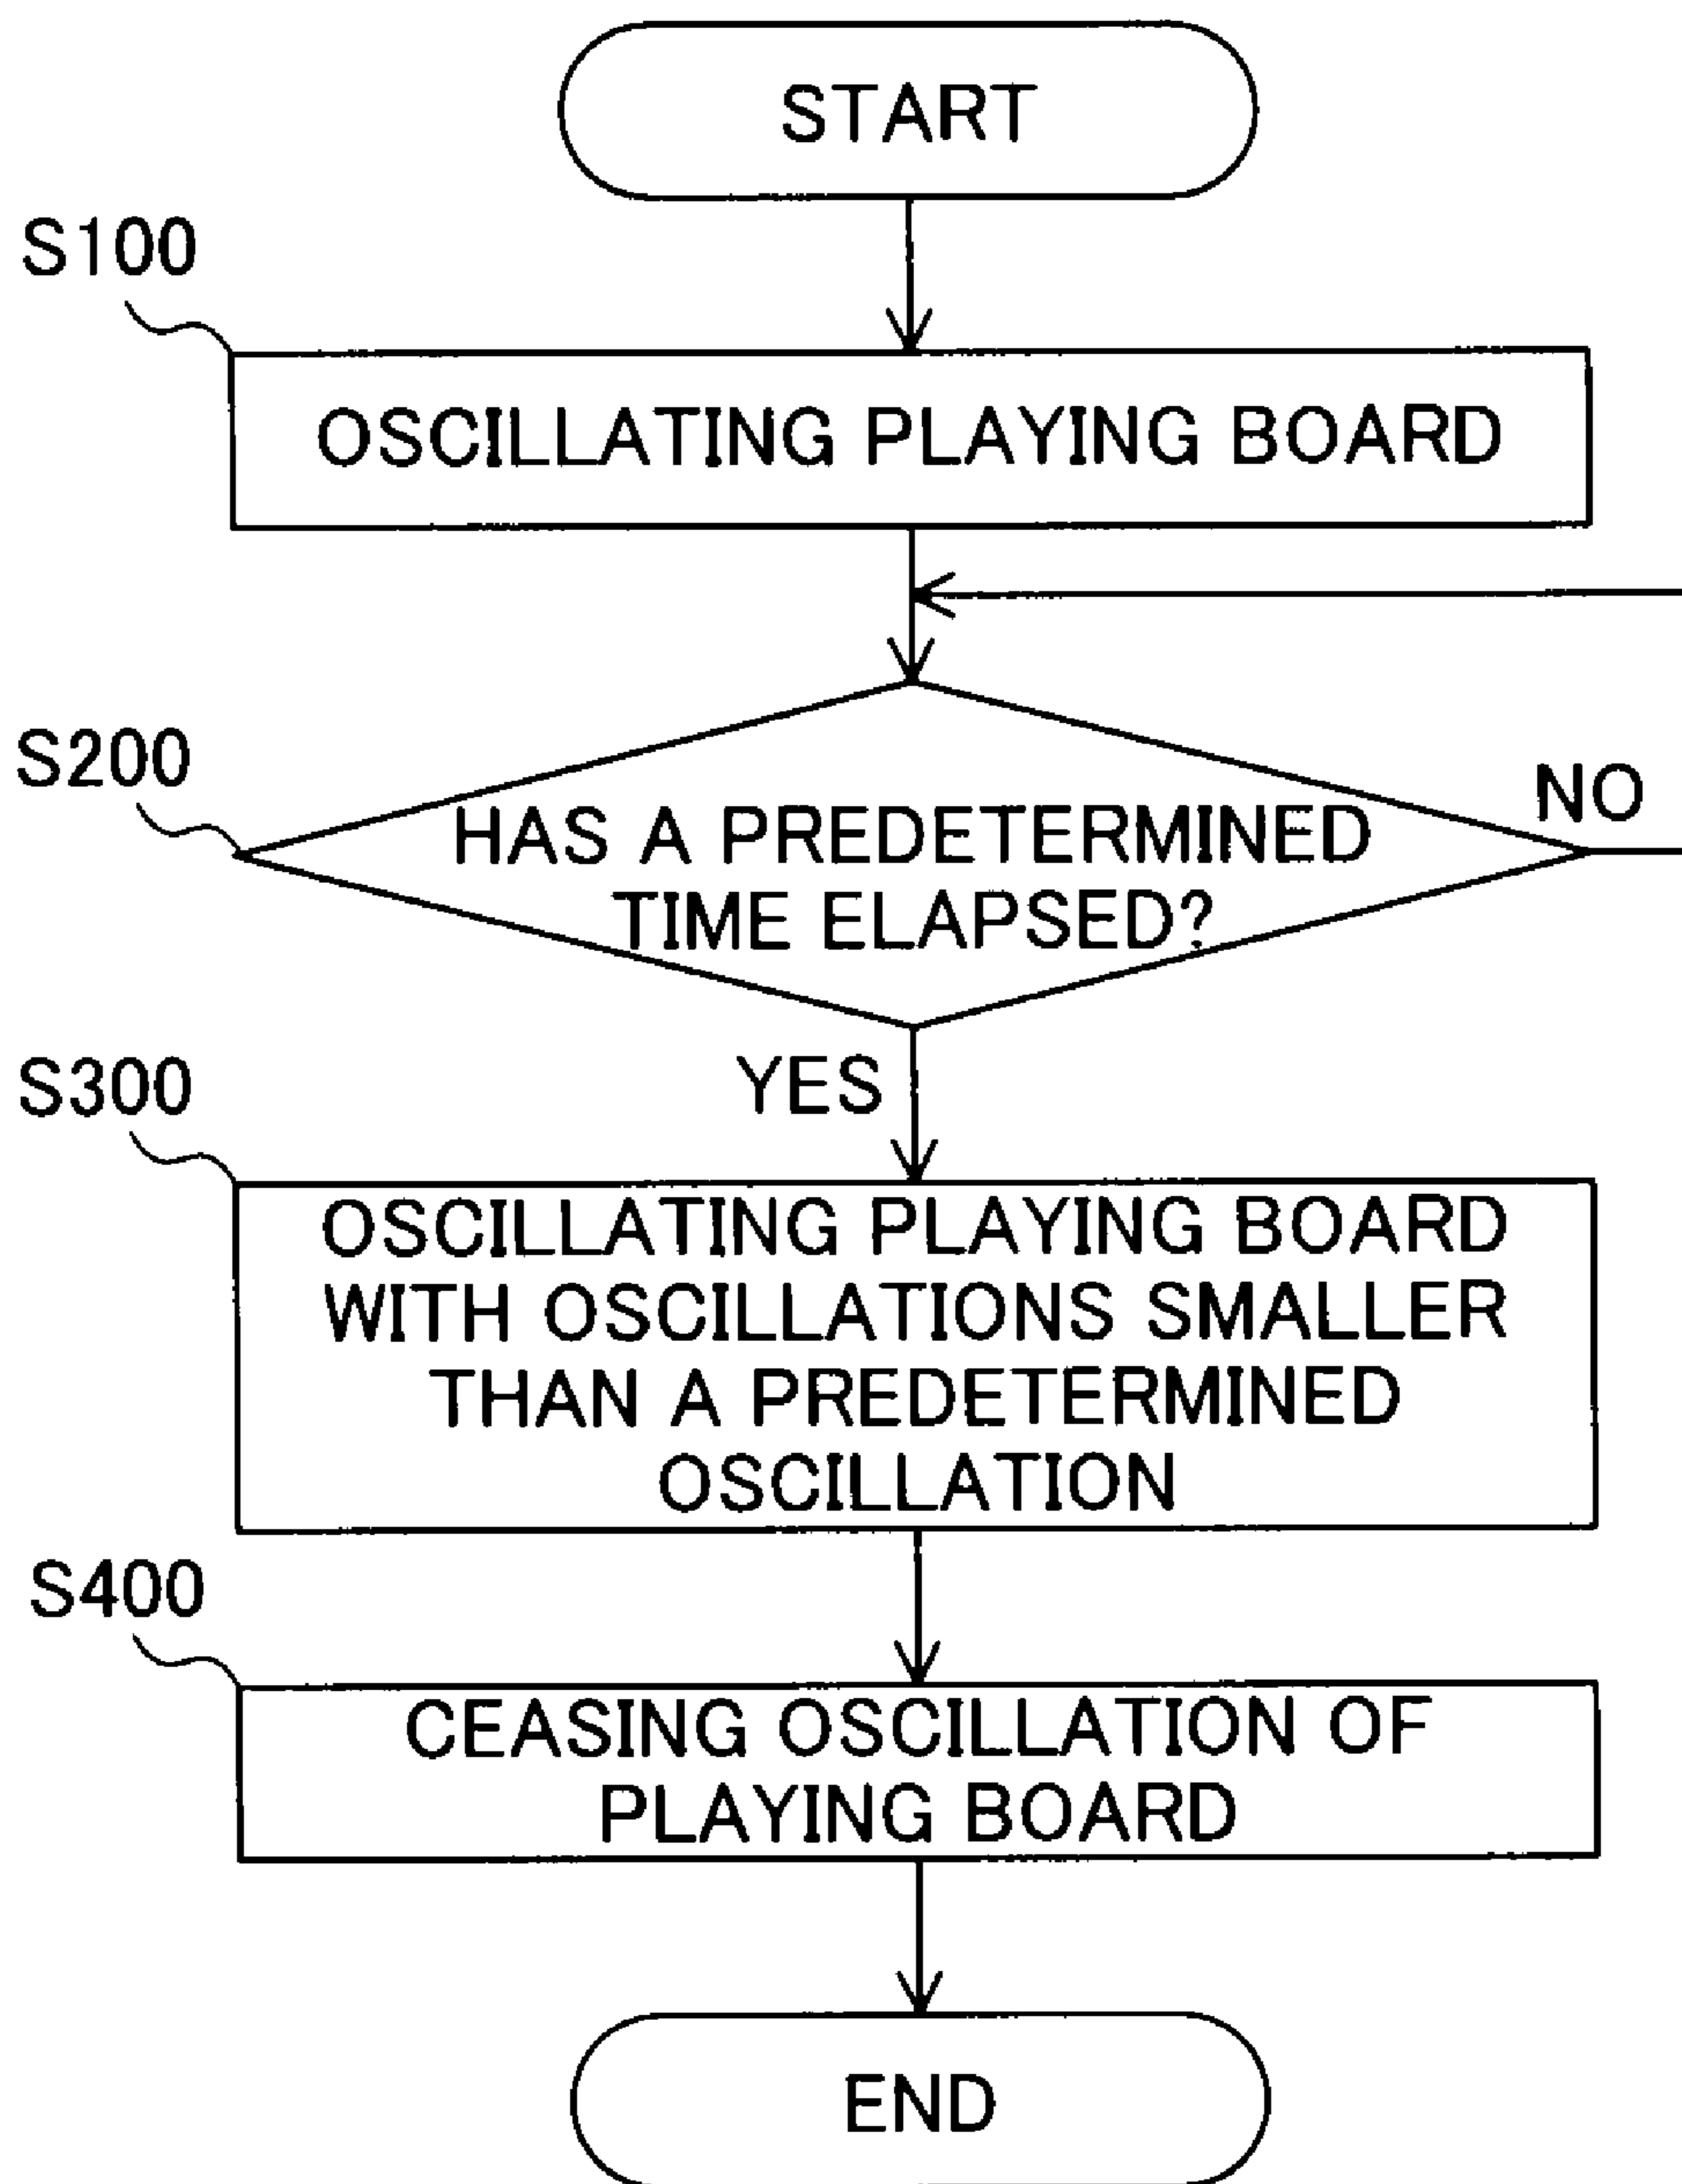 START
S100
OSCILLATING PLAYING BOARD
S200
NO
HAS A PREDETERMINED
TIME ELAPSED?
YES
S300
OSCILLATING PLAYING BOARD
WITH OSCILLATIONS SMALLER
THAN A PREDETERMINED
OSCILLATION
S400
CEASING OSCILLATION OF
PLAYING BOARD
END